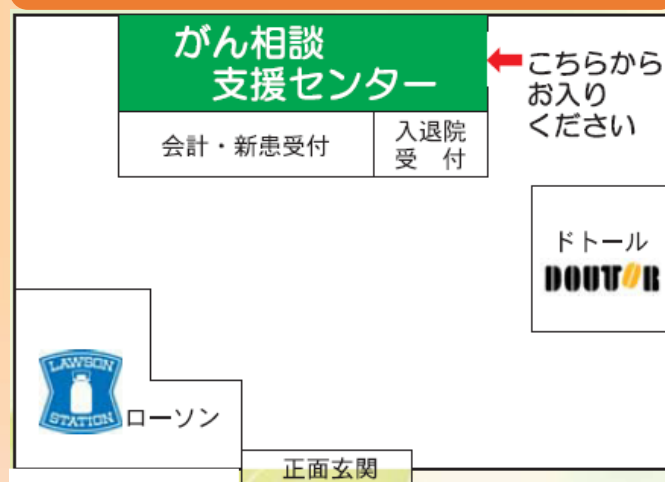 がん相談
支援センター
こちらから
お入り
ください
会計・新患受付
入退院
受　付
ドトール
DOUTOR
LAWSON
STATION
ローソン
正面玄関